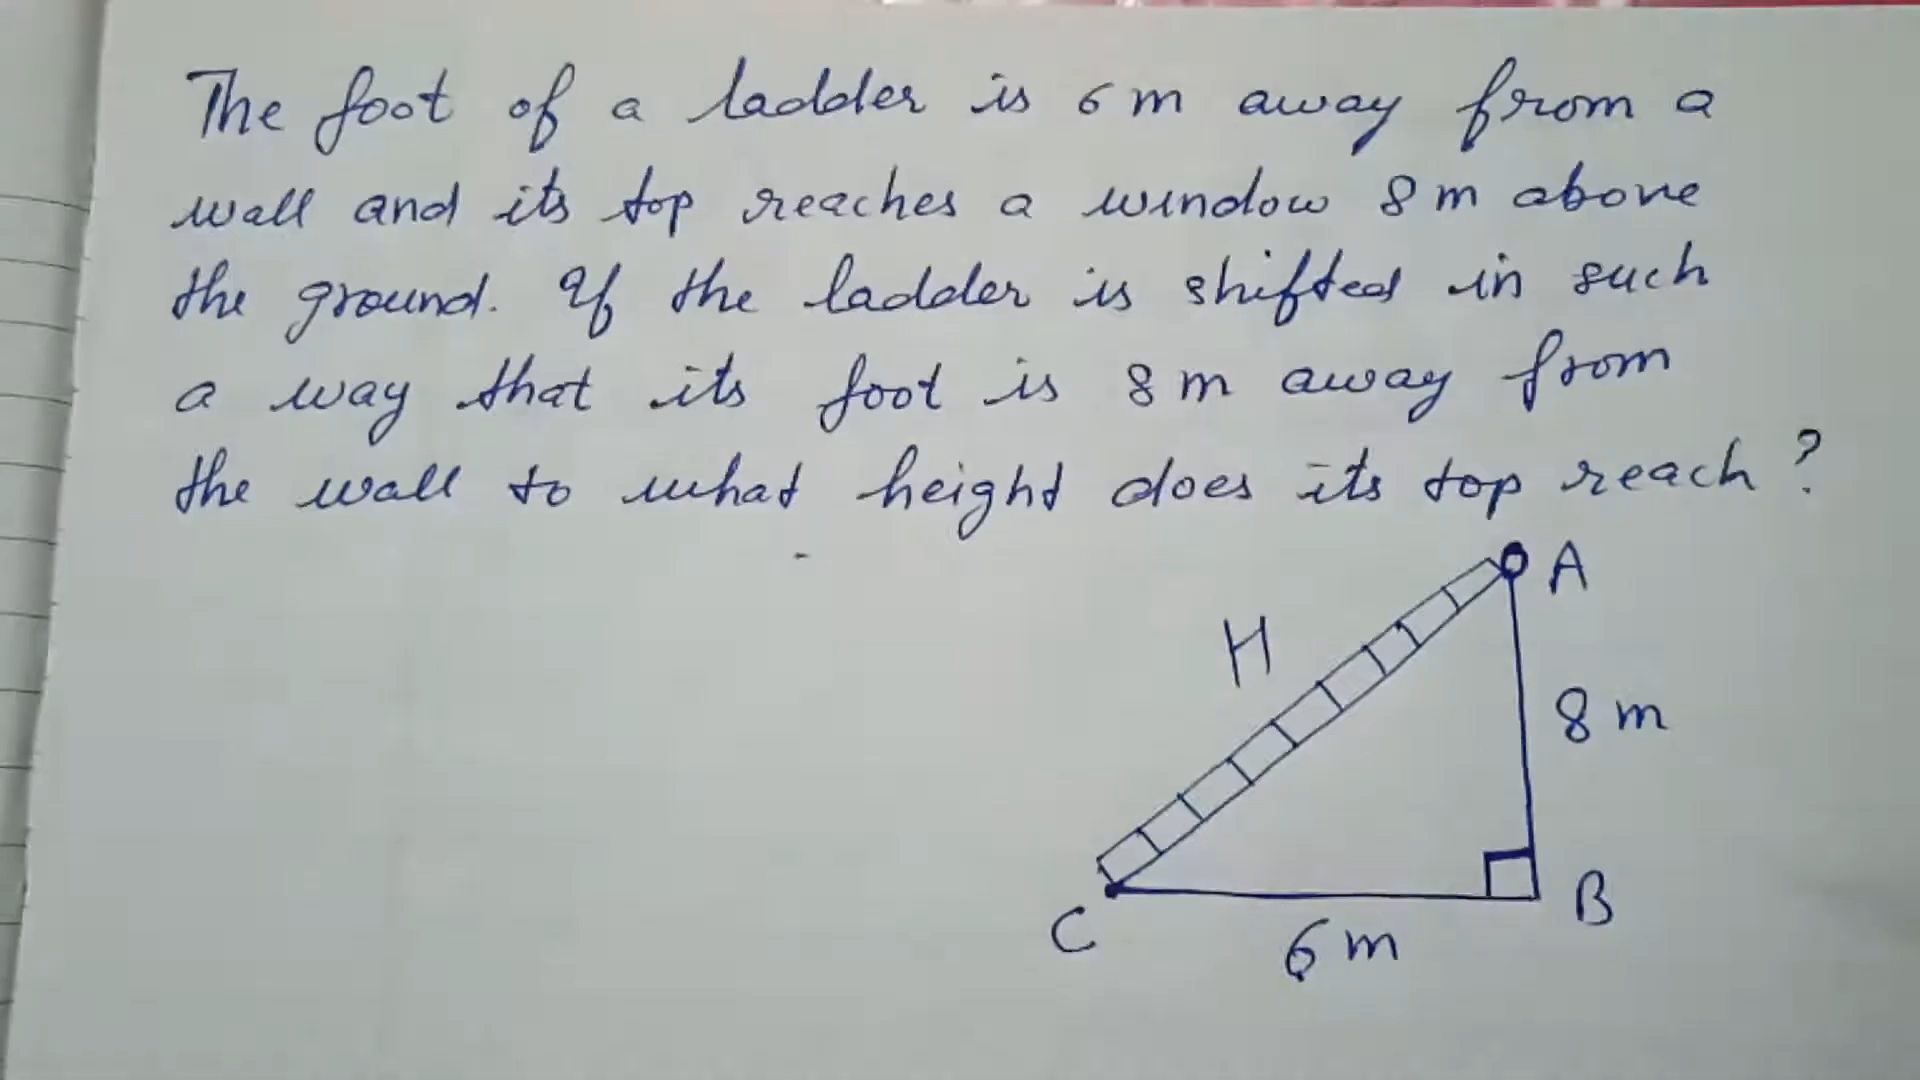 The foot of a ladder is 6 m away from a
wall and its top reaches a window 8 m above
the ground. If the ladder is shifted in such
a way that its foot is 8 m away from
the wall to what height does its top reach ?
A
H
8 m
B
C
6 m